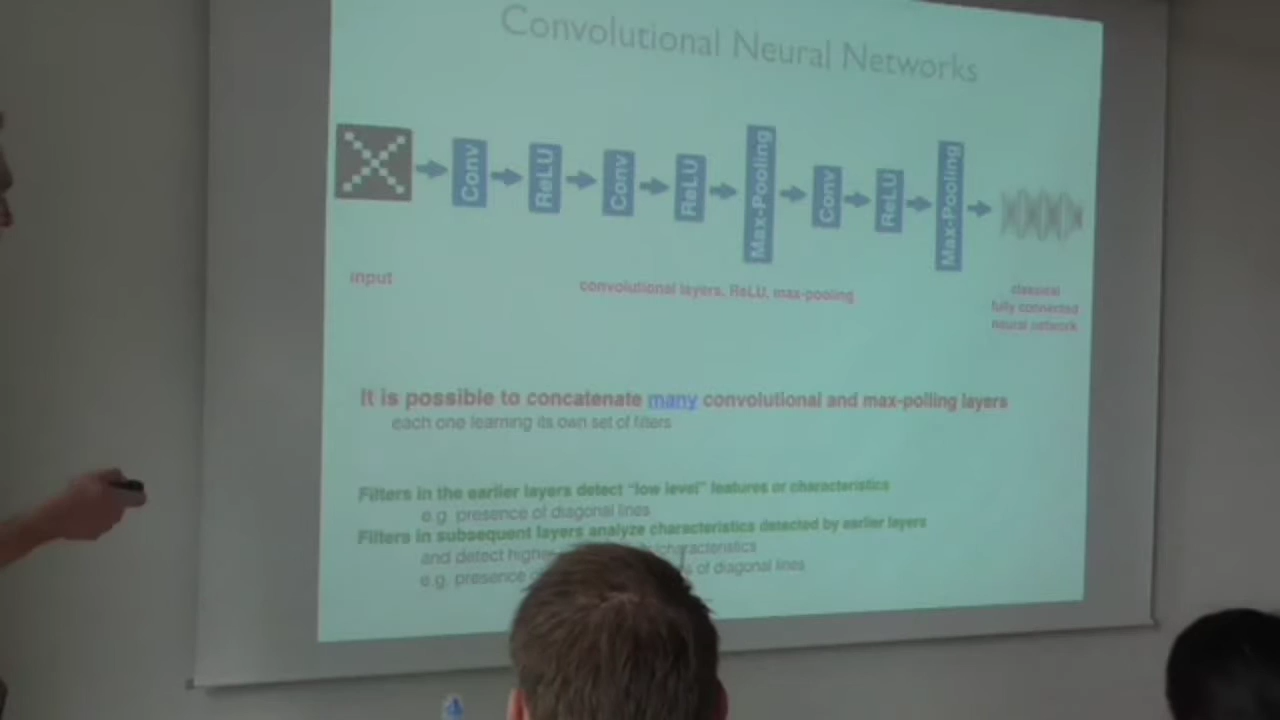 Convolutional Neural Networks
Conv
ReLU
Conv
ReLU
Max-Pooling
Conv
ReLU
Max-Pooling
input
convolutional layers, ReLU, max-pooling
classical
fully connected
neural network
It is possible to concatenate many convolutional and max-polling layers
each one learning its own set of filters
Filters in the earlier layers detect "low level" features or characteristics
e.g. presence of diagonal lines
Filters in subsequent layers analyze characteristics detected by earlier layers
and detect characteristics
e.g. presence of diagonal lines